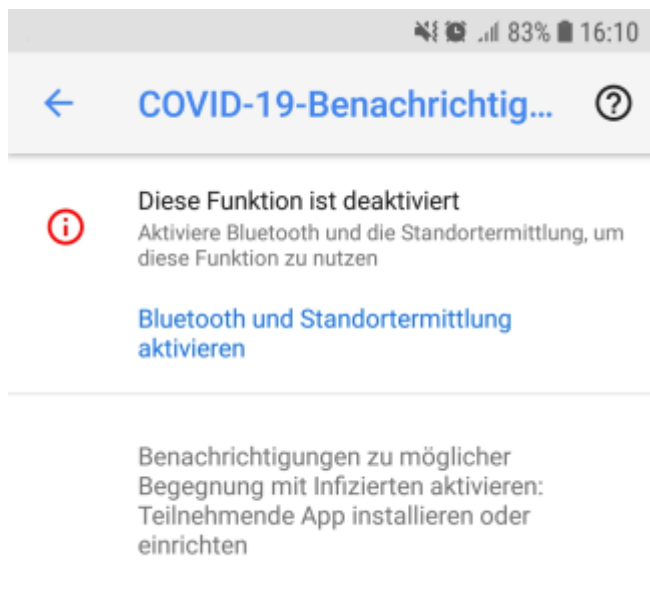 83% 16:10
COVID-19-Benachrichtig...
Diese Funktion ist deaktiviert
Aktiviere Bluetooth und die Standortermittlung, um
diese Funktion zu nutzen
Bluetooth und Standortermittlung
aktivieren
Benachrichtigungen zu möglicher
Begegnung mit Infizierten aktivieren:
Teilnehmende App installieren oder
einrichten